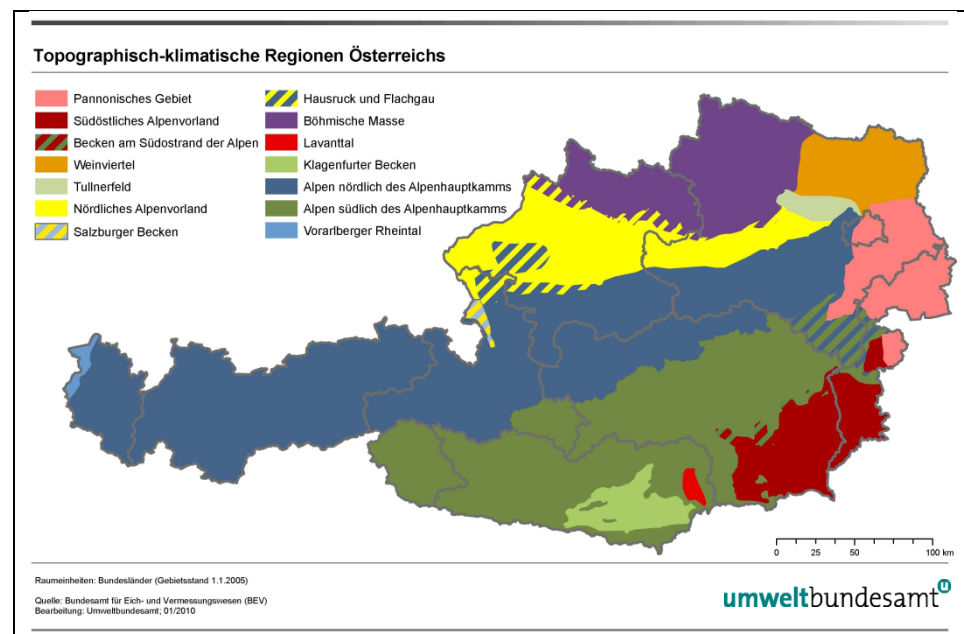 Topographisch-klimatische Regionen Österreichs
Pannonisches Gebiet
Südöstliches Alpenvorland
Becken am Südostrand der Alpen
Weinviertel
Tullnerfeld
Nördliches Alpenvorland
Salzburger Becken
Hausruck und Flachgau
Böhmische Masse
Lavanttal
Klagenfurter Becken
Alpen nördlich des Alpenhauptkamms
Alpen südlich des Alpenhauptkamms
Vorarlberger Rheintal
0 25 50 100 km
Raumeinheiten: Bundesländer (Gebietsstand 1.1.2005)
Quelle: Bundesamt für Eich- und Vermessungswesen (BEV)
Bearbeitung: Umweltbundesamt; 01/2010
umweltbundesamt
u